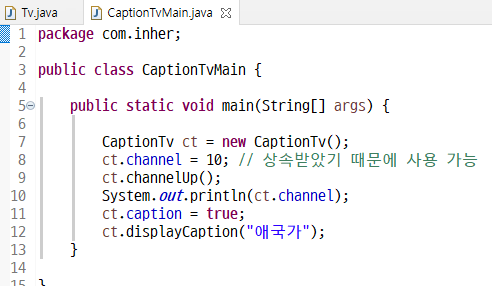 Tv.java CaptionTvMain.java
1 package com.inher;
2
3 public class CaptionTvMain {
4
5 public static void main(String[] args) {
6
7 CaptionTv ct = new CaptionTv();
8 ct.channel = 10; // 상속받았기 때문에 사용 가능
9 ct.channelUp();
10 System.out.println(ct.channel);
11 ct.caption = true;
12 ct.displayCaption("애국가");
13 }
14
15 }